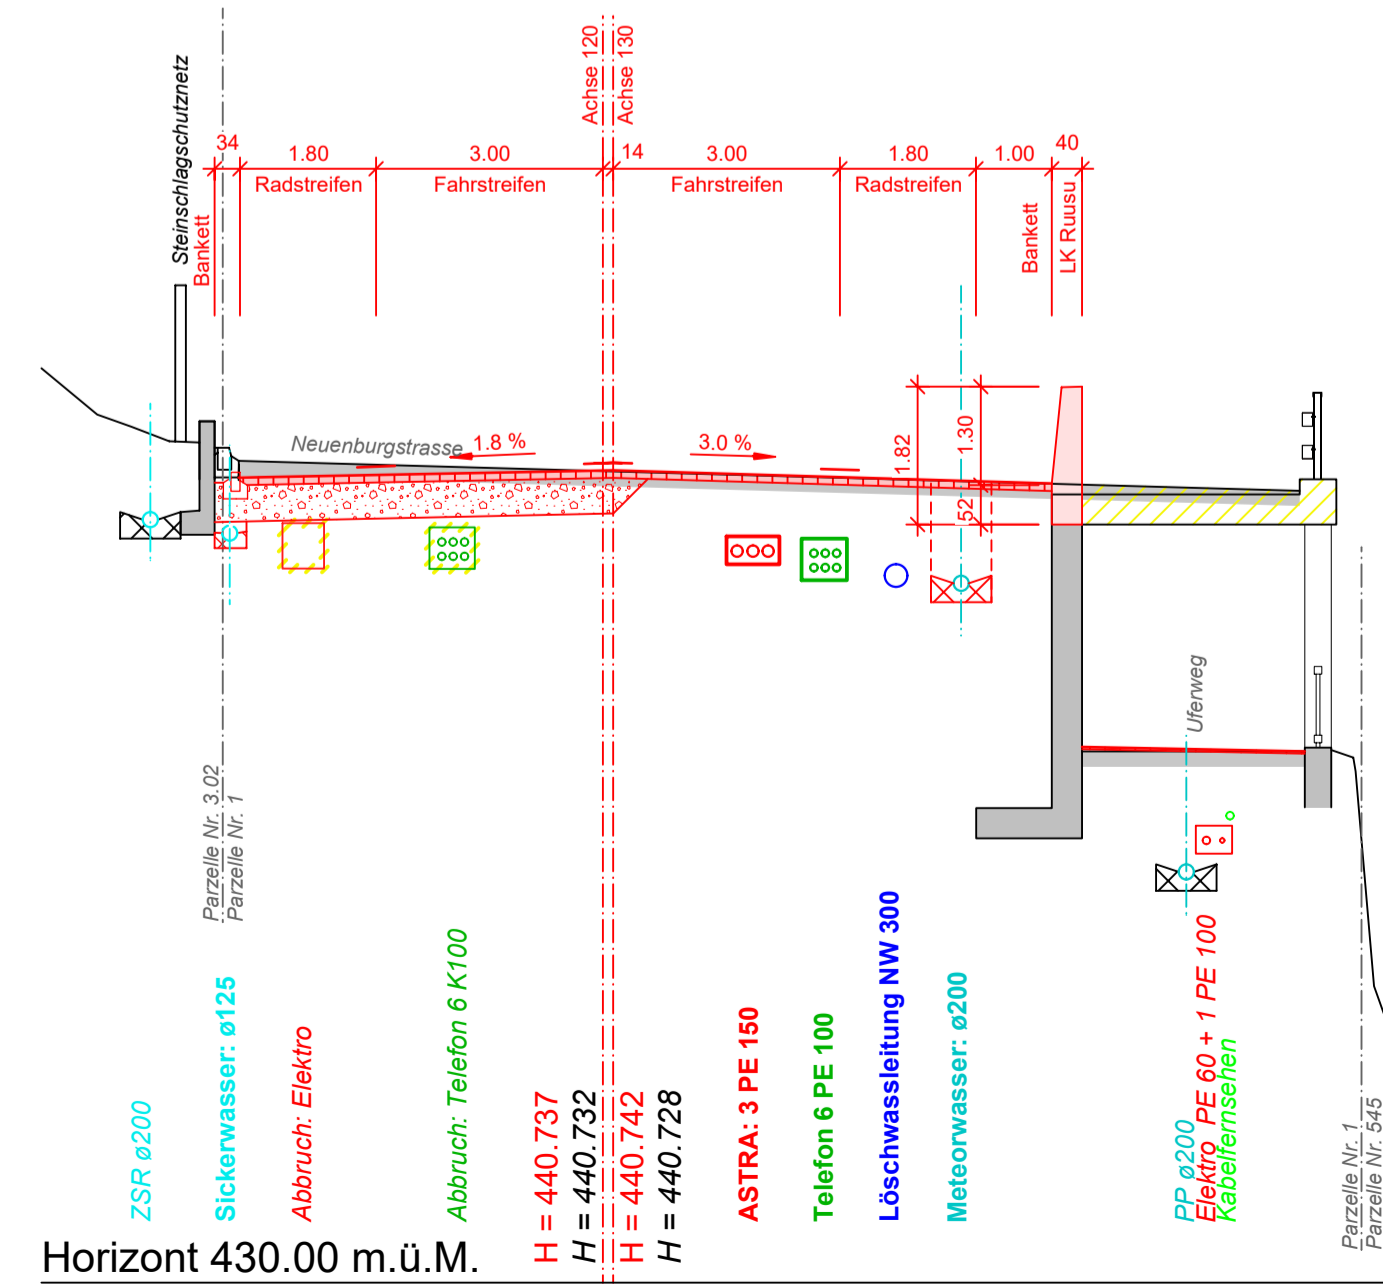 Achse 120
Achse 130
Steinschlagschutznetz
34
1.80
3.00
14
3.00
1.80
1.00
40
Radstreifen
Fahrstreifen
Fahrstreifen
Radstreifen
Bankett
Bankett
LK Ruusu
Neuenburgstrasse
1.8 %
3.0 %
1.82
1.30
52
Uferweg
Parzelle Nr. 3.02
Parzelle Nr. 1
ZSR ø200
Sickerwasser: ø125
Abbruch: Elektro
Abbruch: Telefon 6 K100
H = 440.737
H = 440.732
H = 440.742
H = 440.728
ASTRA: 3 PE 150
Telefon 6 PE 100
Löschwassleitung NW 300
Meteorwasser: ø200
PP ø200
Elektro PE 60 + 1 PE 100
Kabelfernsehen
Parzelle Nr. 1
Parzelle Nr. 545
Horizont 430.00 m.ü.M.